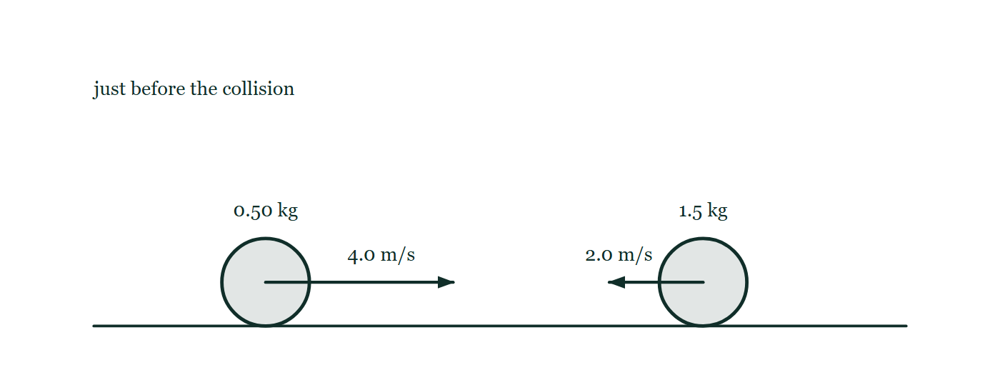 just before the collision
0.50 kg
1.5 kg
4.0 m/s
2.0 m/s